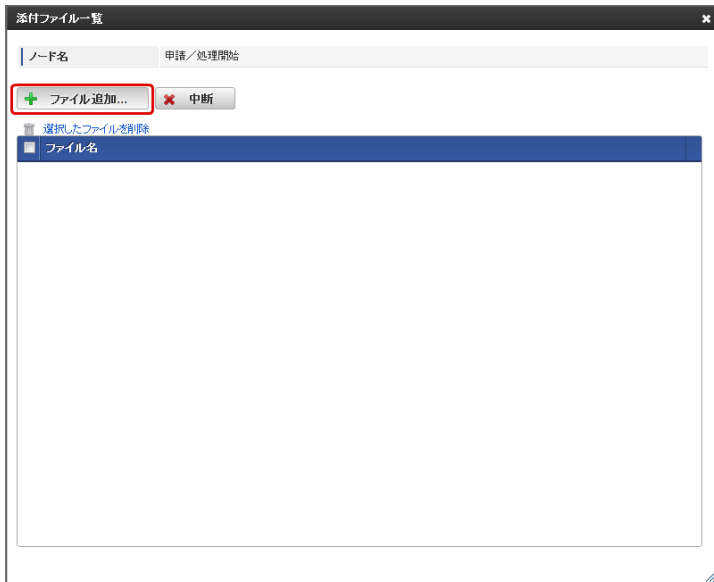 添付ファイル一覧
ノード名 申請／処理開始
ファイル追加... 中断
選択したファイルを削除
ファイル名